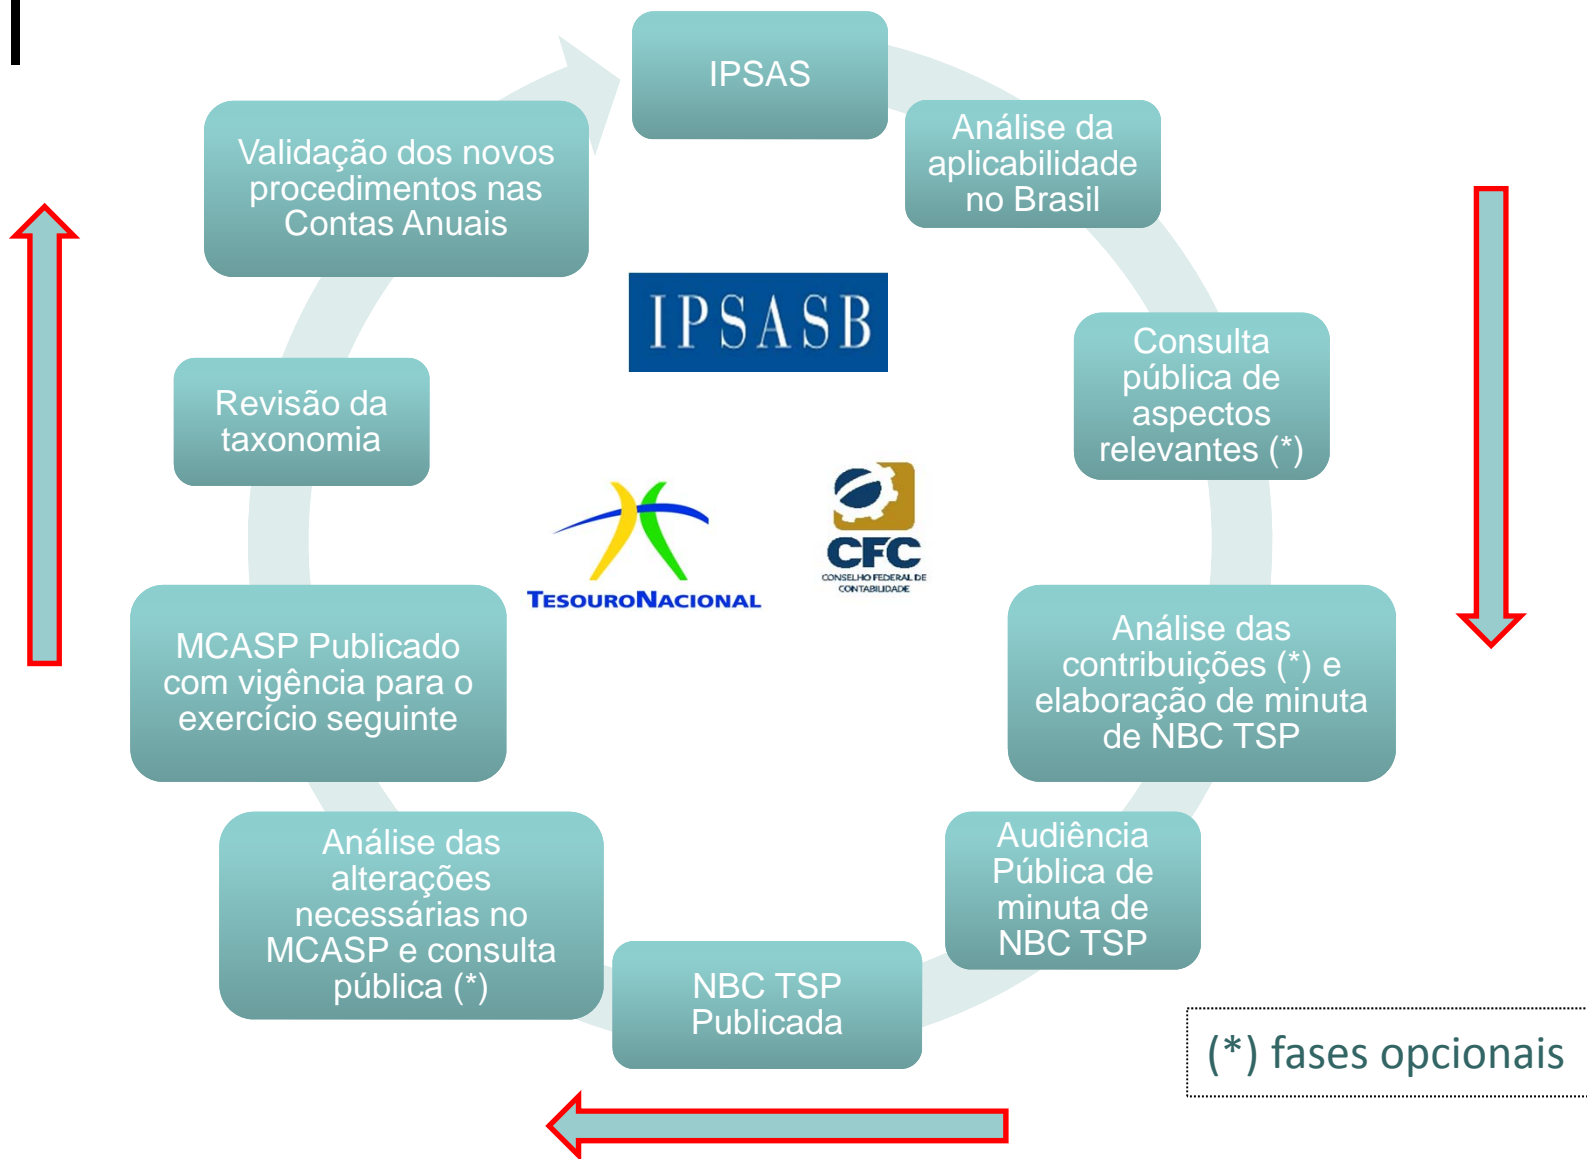 IPSAS
Análise da
aplicabilidade
no Brasil
Consulta
pública de
aspectos
relevantes (*)
Análise das
contribuições (*) e
elaboração de minuta
de NBC TSP
Audiência
Pública de
minuta de
NBC TSP
NBC TSP
Publicada
Análise das
alterações
necessárias no
MCASP e consulta
pública (*)
MCASP Publicado
com vigência para o
exercício seguinte
Revisão da
taxonomia
Validação dos novos
procedimentos nas
Contas Anuais
IPSASB
TESOURONACIONAL
CFC
CONSELHO FEDERAL DE
CONTABILIDADE
(*) fases opcionais